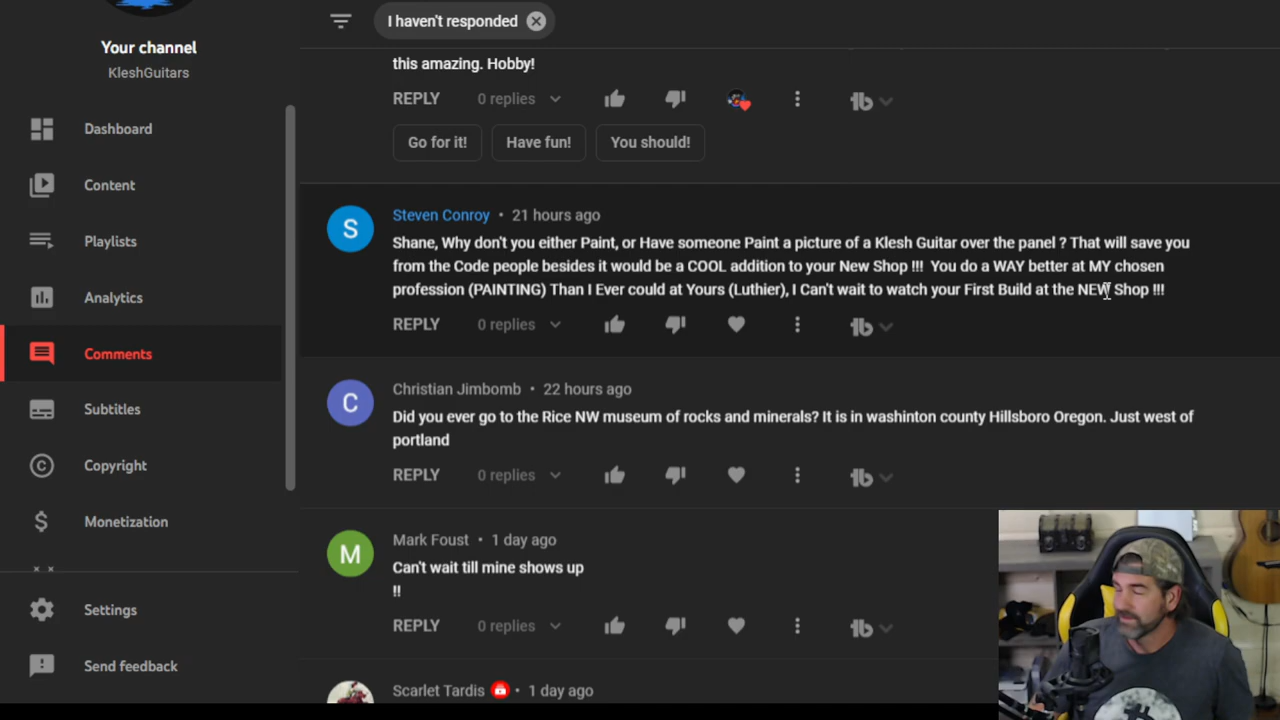 I haven't responded
Your channel
KleshGuitars
this amazing. Hobby!
REPLY 0 replies
Go for it! Have fun! You should!
Dashboard
Content
Playlists
Analytics
Comments
Subtitles
Copyright
Monetization
Settings
Send feedback
Steven Conroy • 21 hours ago
Shane, Why don't you either Paint, or Have someone Paint a picture of a Klesh Guitar over the panel ? That will save you
from the Code people besides it would be a COOL addition to your New Shop !!! You do a WAY better at MY chosen
profession (PAINTING) Than I Ever could at Yours (Luthier), I Can't wait to watch your First Build at the NEW Shop !!!
REPLY 0 replies
Christian Jimbomb • 22 hours ago
Did you ever go to the Rice NW museum of rocks and minerals? It is in washinton county Hillsboro Oregon. Just west of
portland
REPLY 0 replies
Mark Foust • 1 day ago
Can't wait till mine shows up
!!
REPLY 0 replies
Scarlet Tardis • 1 day ago